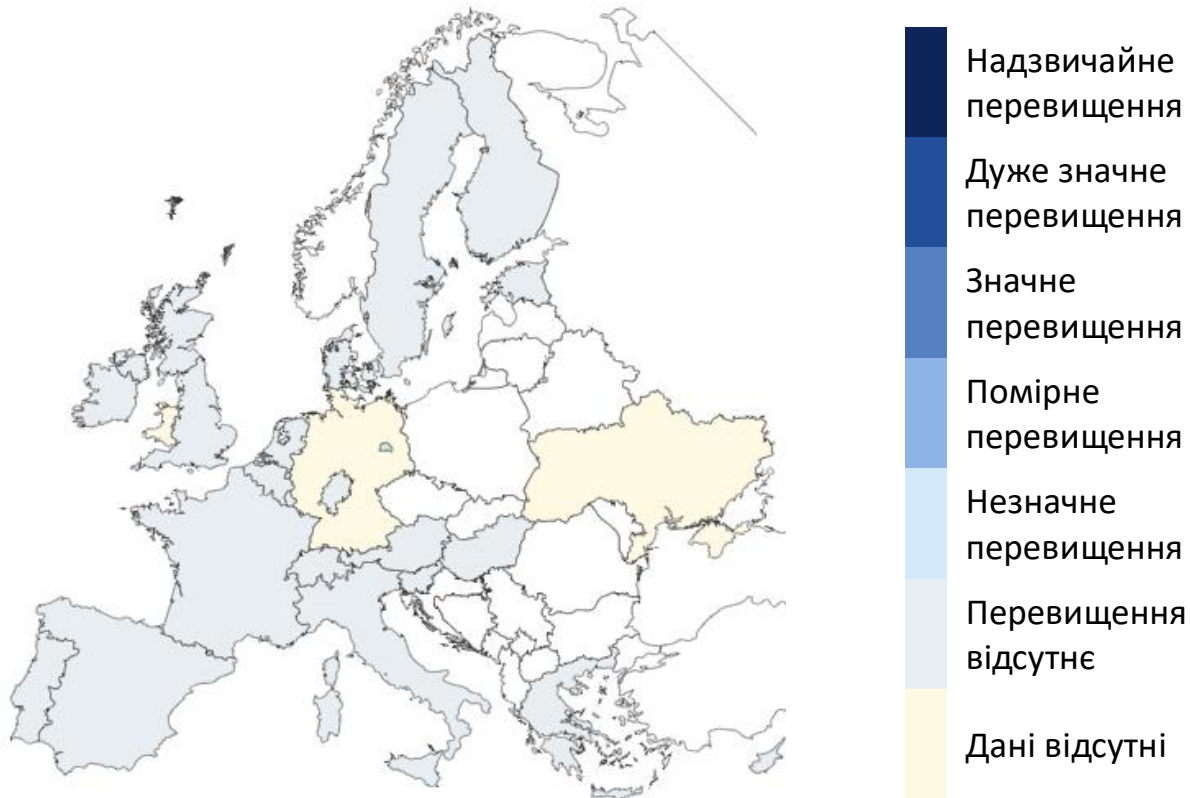 Надзвичайне
перевищення
Дуже значне
перевищення
Значне
перевищення
Помірне
перевищення
Незначне
перевищення
Перевищення
відсутнє
Дані відсутні